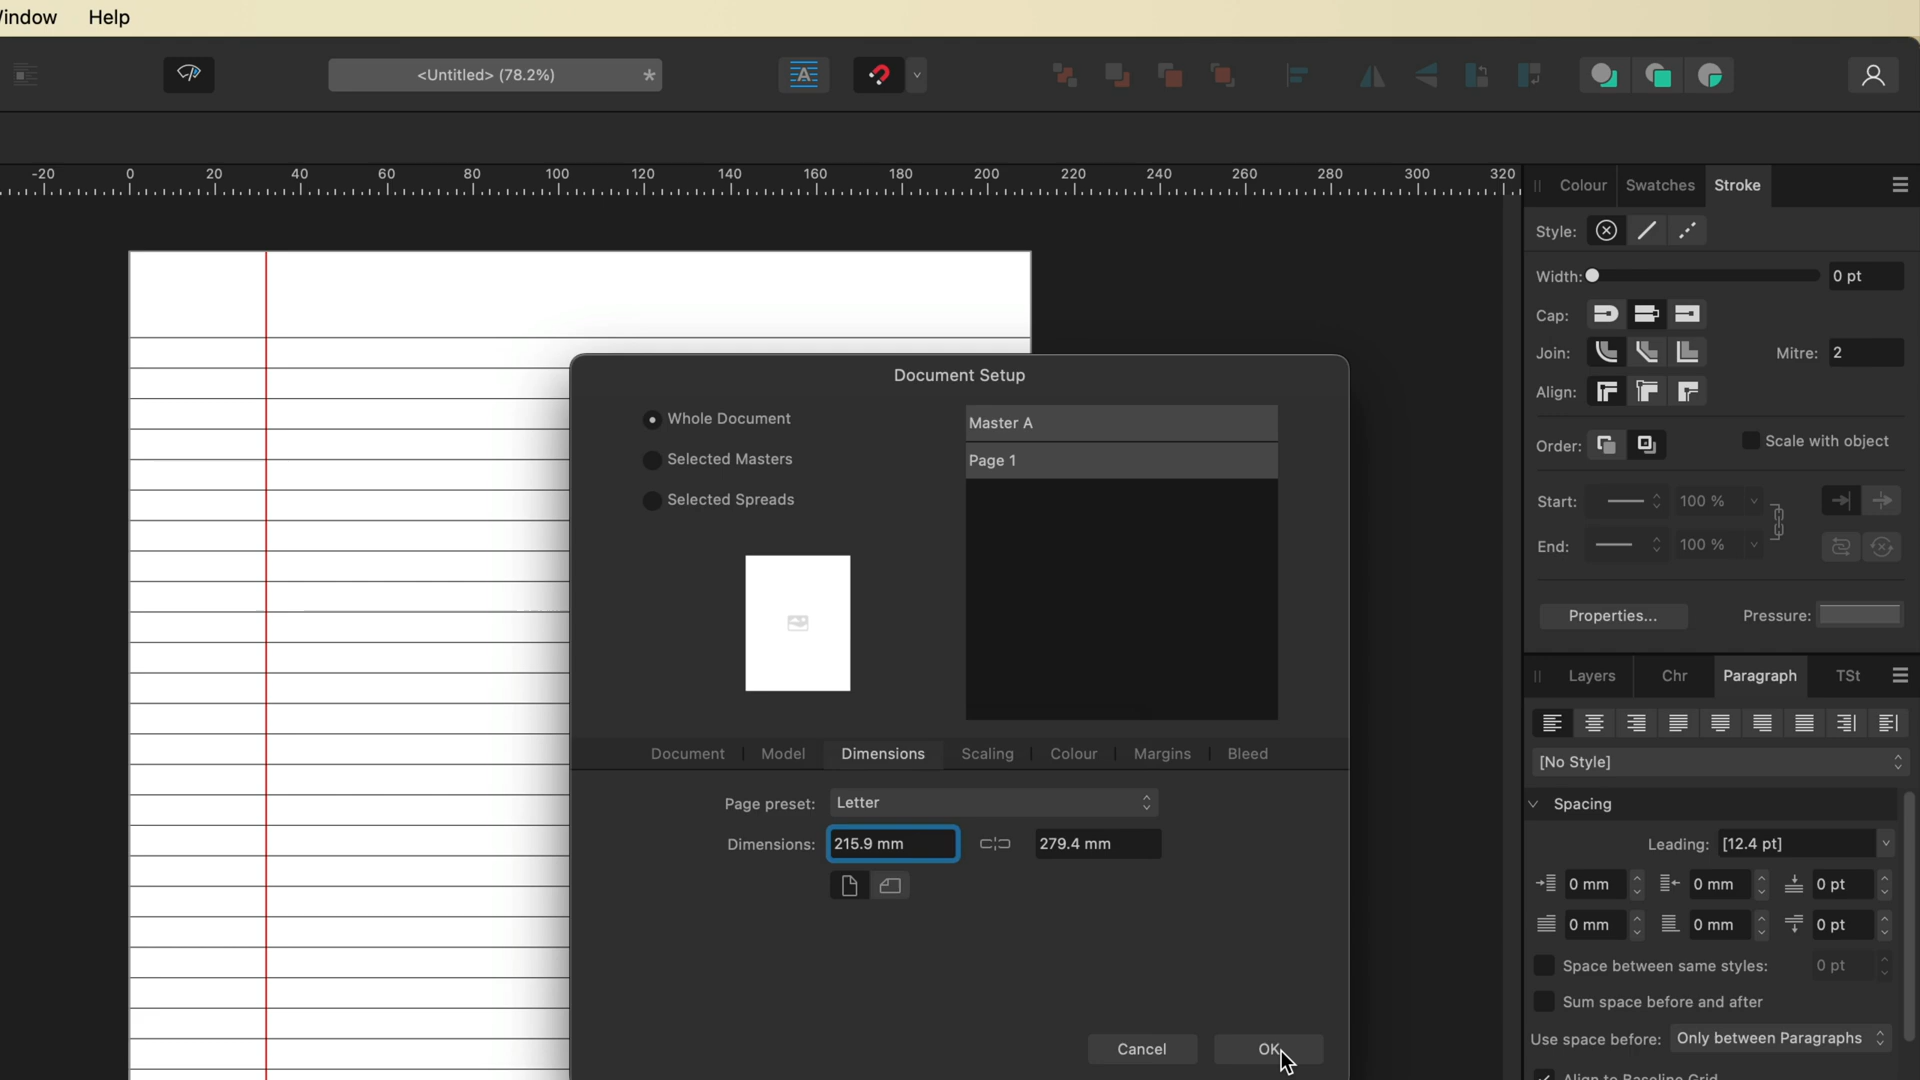 Window Help
<Untitled> (78.2%) *
-20 0 20 40 60 80 100 120 140 160 180 200 220 240 260 280 300 320
Colour Swatches Stroke
Style:
Width: 0 pt
Cap:
Join: Mitre: 2
Align:
Order: Scale with object
Start: 100 %
End: 100 %
Properties... Pressure:
Layers Chr Paragraph TSt
[No Style]
Spacing
Leading: [12.4 pt]
0 mm 0 mm 0 pt
0 mm 0 mm 0 pt
Space between same styles: 0 pt
Sum space before and after
Use space before: Only between Paragraphs
Align to Baseline Grid
Document Setup
Whole Document
Selected Masters
Selected Spreads
Master A
Page 1
Document Model Dimensions Scaling Colour Margins Bleed
Page preset: Letter
Dimensions: 215.9 mm 279.4 mm
Cancel OK